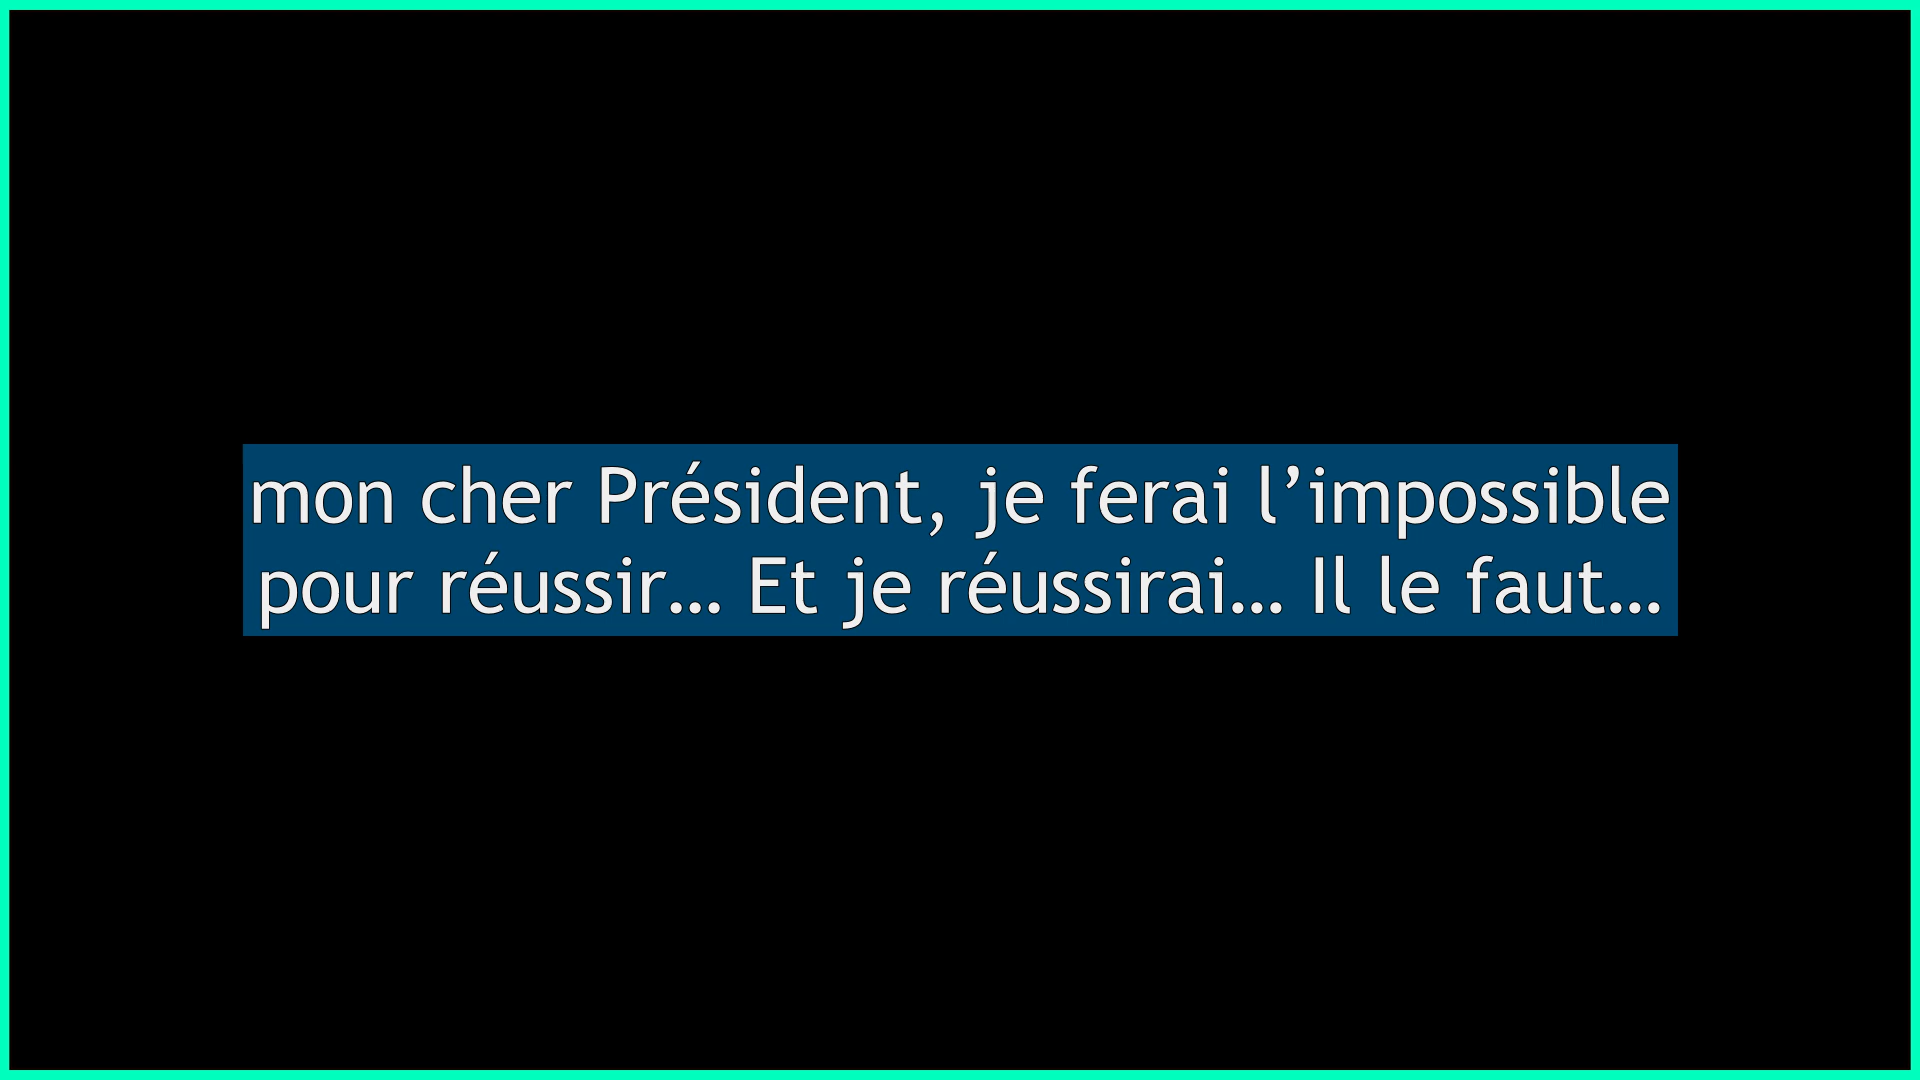 mon cher Président, je ferai l’impossible
pour réussir… Et je réussirai… Il le faut…